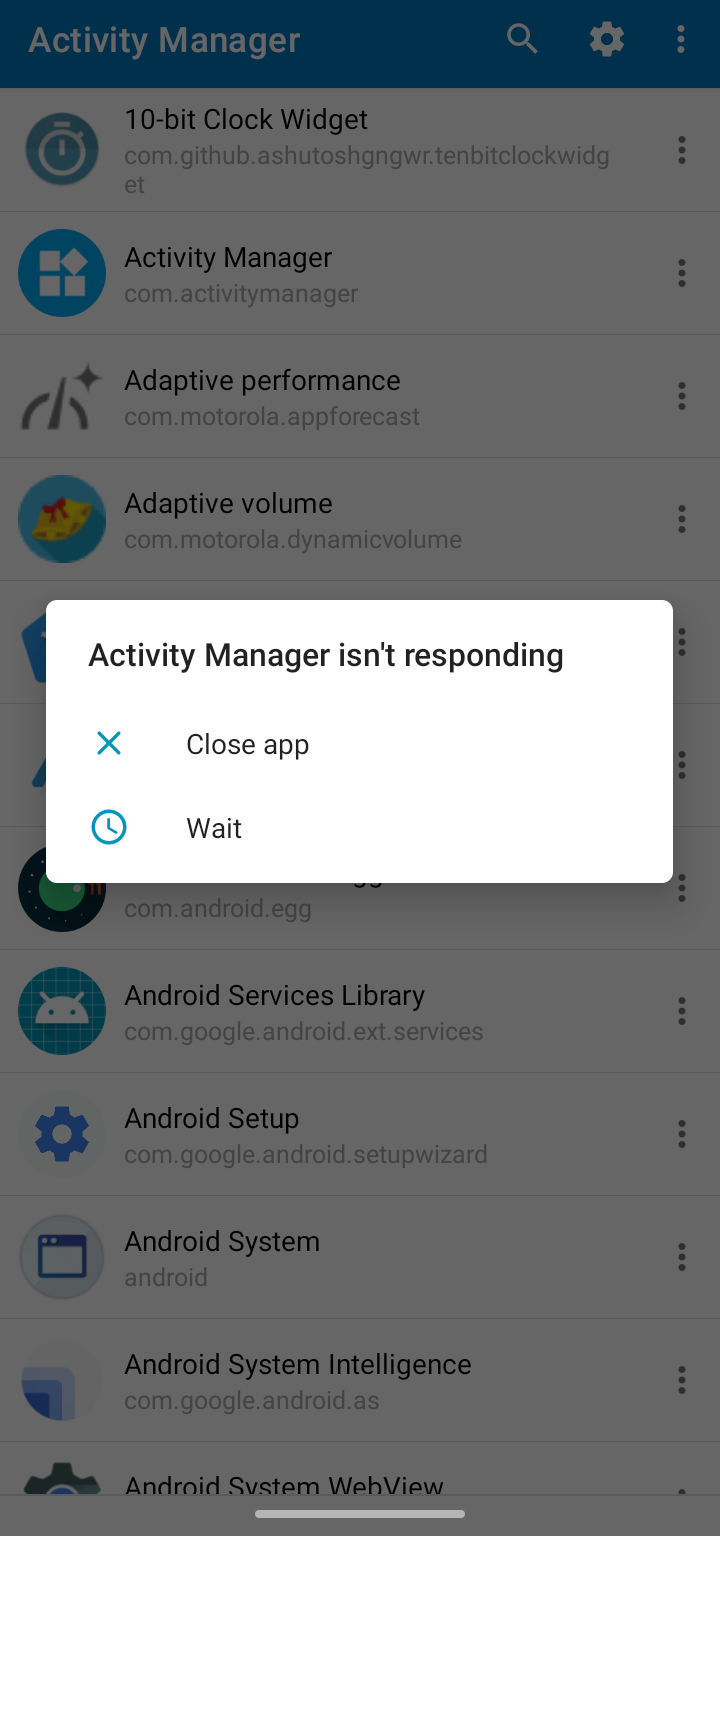 Activity Manager
10-bit Clock Widget
com.github.ashutoshgngwr.tenbitclockwidg
et
Activity Manager
com.activitymanager
Adaptive performance
com.motorola.appforecast
Adaptive volume
com.motorola.dynamicvolume
Activity Manager isn't responding
Close app
Wait
com.android.egg
Android Services Library
com.google.android.ext.services
Android Setup
com.google.android.setupwizard
Android System
android
Android System Intelligence
com.google.android.as
Android System WebView